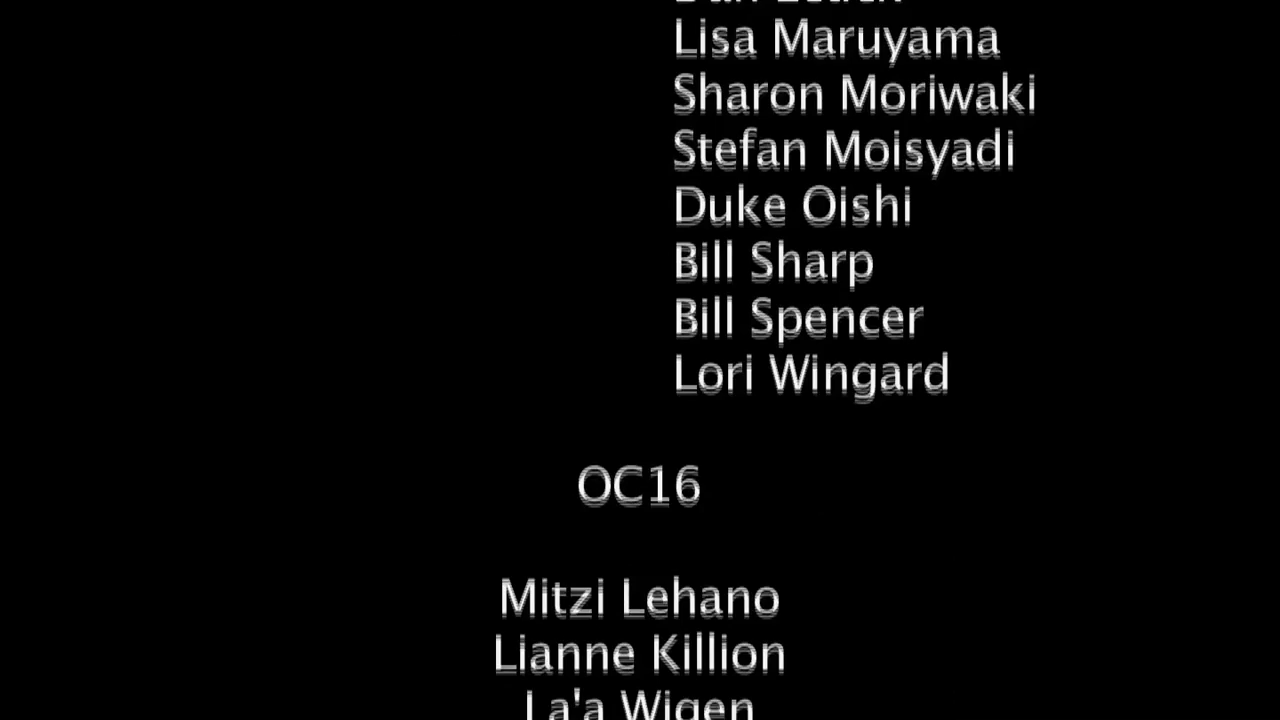 Lisa Maruyama
Sharon Moriwaki
Stefan Moisyadi
Duke Oishi
Bill Sharp
Bill Spencer
Lori Wingard
OC16
Mitzi Lehano
Lianne Killion
La'a Wigen